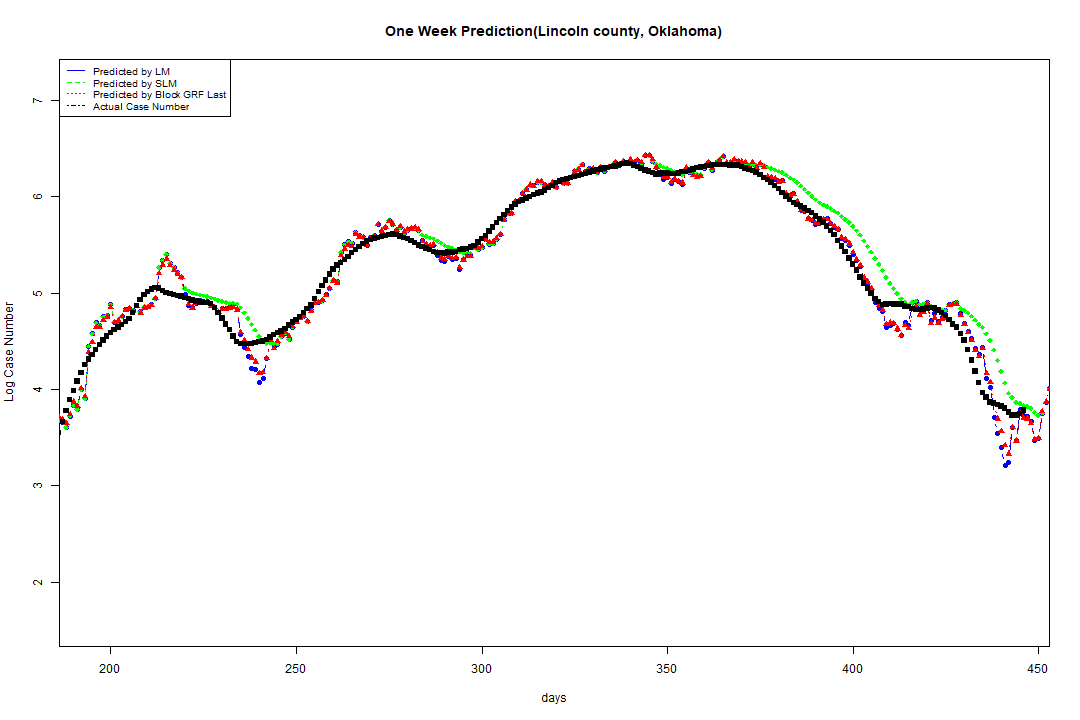 One Week Prediction(Lincoln county, Oklahoma)
Predicted by LM
Predicted by SLM
Predicted by Block GRF Last
Actual Case Number
7
6
5
4
3
2
Log Case Number
200 250 300 350 400 450
days